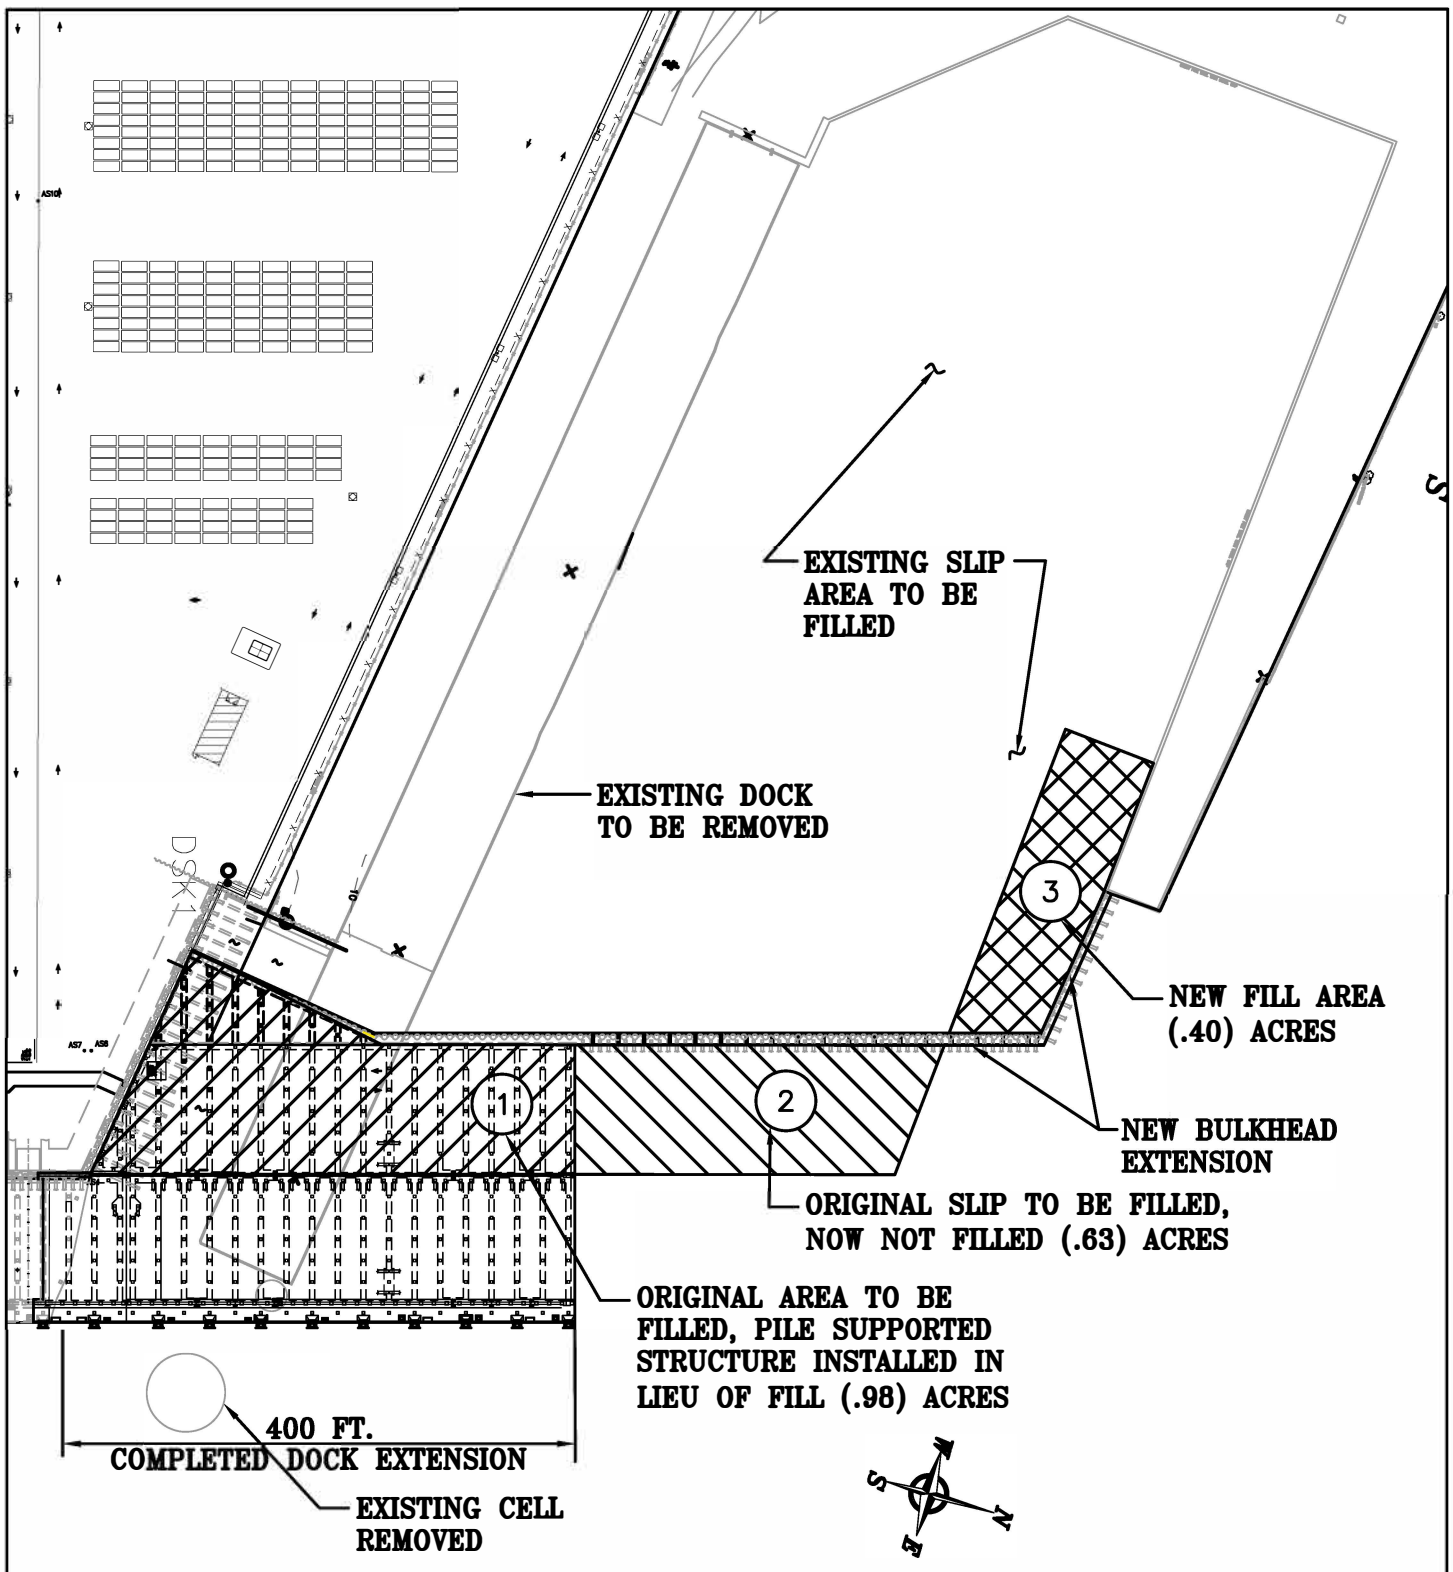 AS10
S
EXISTING SLIP
AREA TO BE
FILLED
EXISTING DOCK
TO BE REMOVED
DSK1
10
3
NEW FILL AREA
(.40) ACRES
AS7
AS8
1
2
NEW BULKHEAD
EXTENSION
ORIGINAL SLIP TO BE FILLED,
NOW NOT FILLED (.63) ACRES
ORIGINAL AREA TO BE
FILLED, PILE SUPPORTED
STRUCTURE INSTALLED IN
LIEU OF FILL (.98) ACRES
400 FT.
COMPLETED DOCK EXTENSION
EXISTING CELL
REMOVED
W
S
N
E